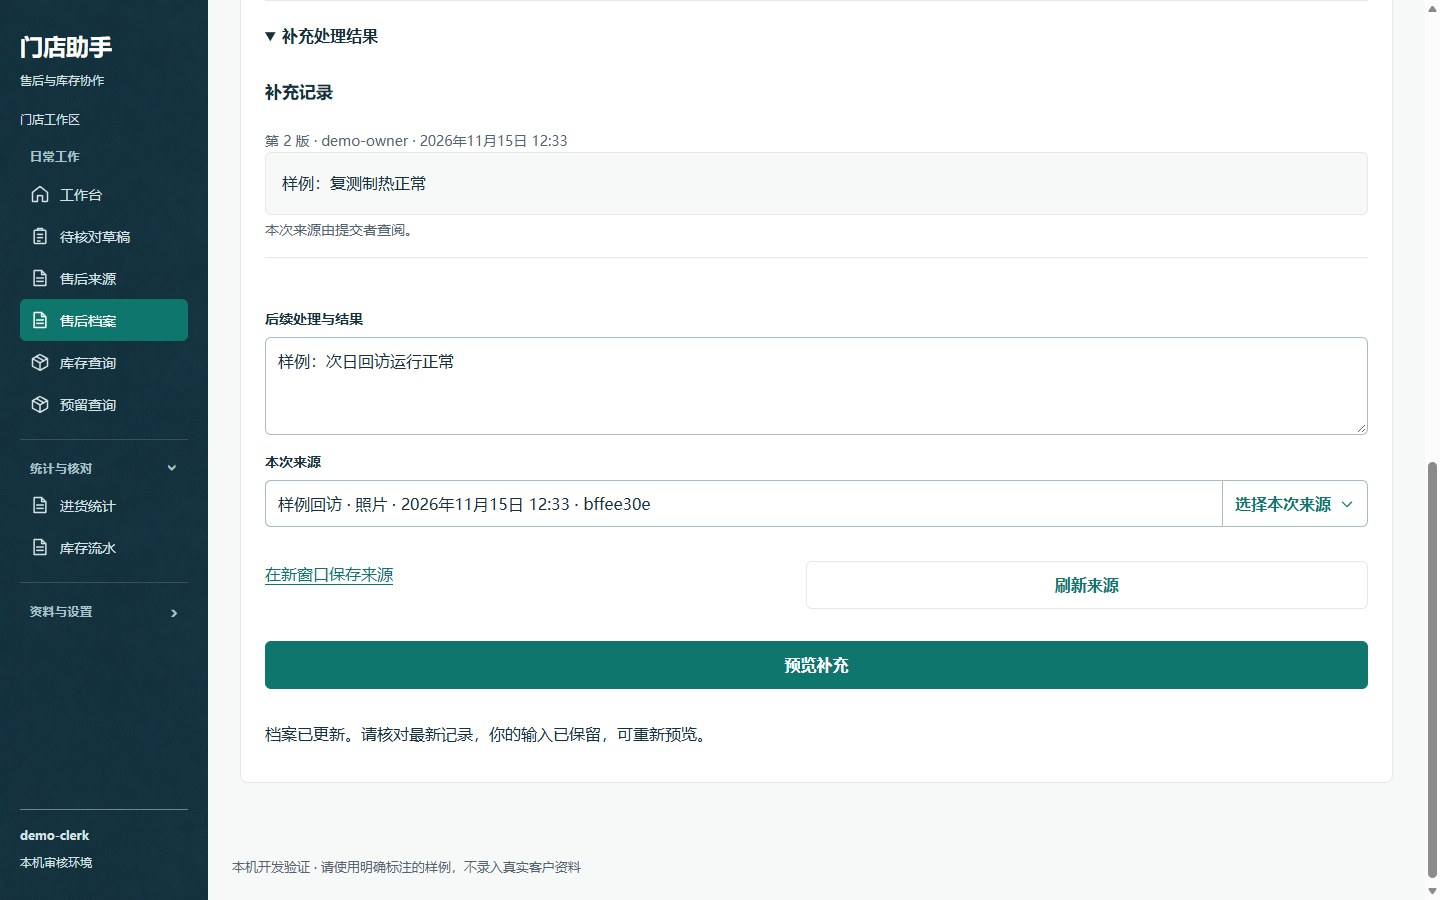 门店助手
售后与库存协作
门店工作区
日常工作
工作台
待核对草稿
售后来源
售后档案
库存查询
预留查询
统计与核对
进货统计
库存流水
资料与设置
demo-clerk
本机审核环境
补充处理结果
补充记录
第 2 版 · demo-owner · 2026年11月15日 12:33
样例：复测制热正常
本次来源由提交者查阅。
后续处理与结果
样例：次日回访运行正常
本次来源
样例回访 · 照片 · 2026年11月15日 12:33 · bffee30e
选择本次来源
在新窗口保存来源
刷新来源
预览补充
档案已更新。请核对最新记录，你的输入已保留，可重新预览。
本机开发验证 · 请使用明确标注的样例，不录入真实客户资料